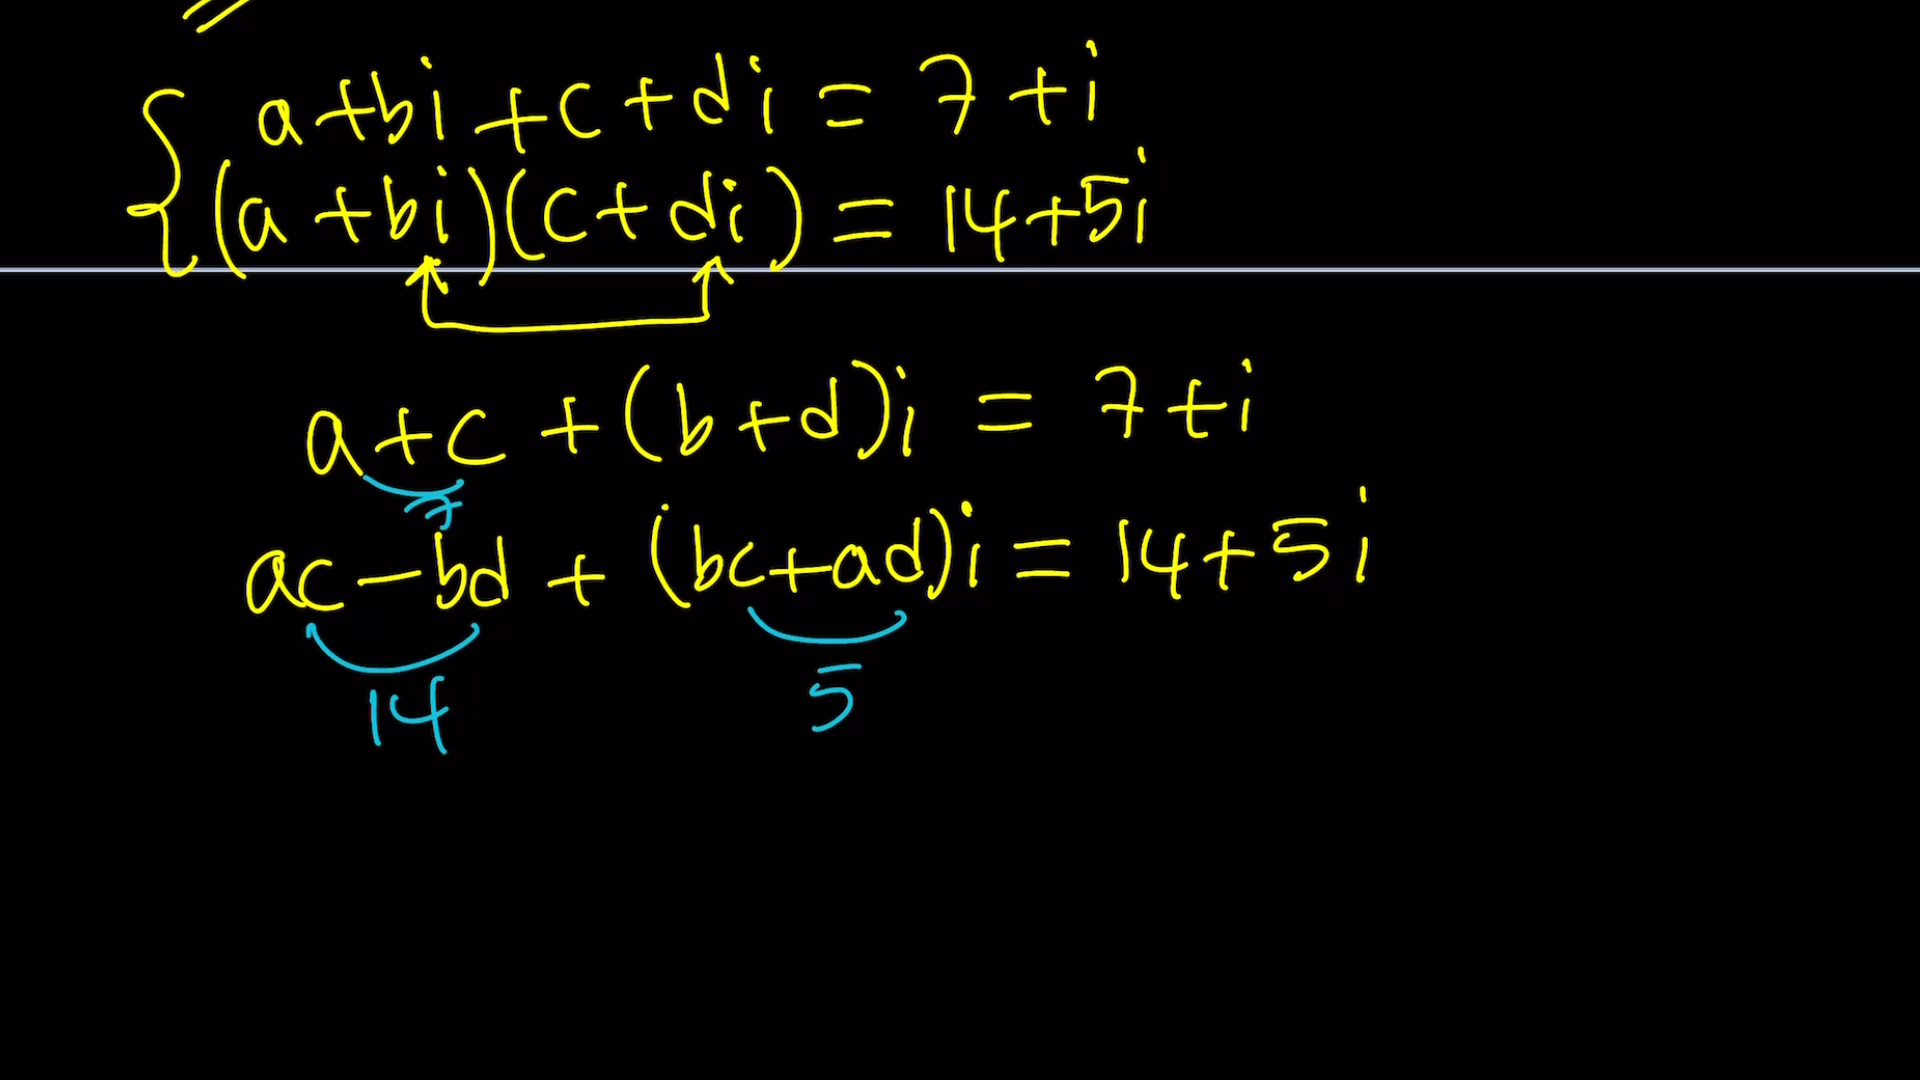 a+bi+c+di = 7+i
(a+bi)(c+di) = 14+5i
a+c+(b+d)i = 7+i
7
ac-bd+(bc+ad)i = 14+5i
14 5